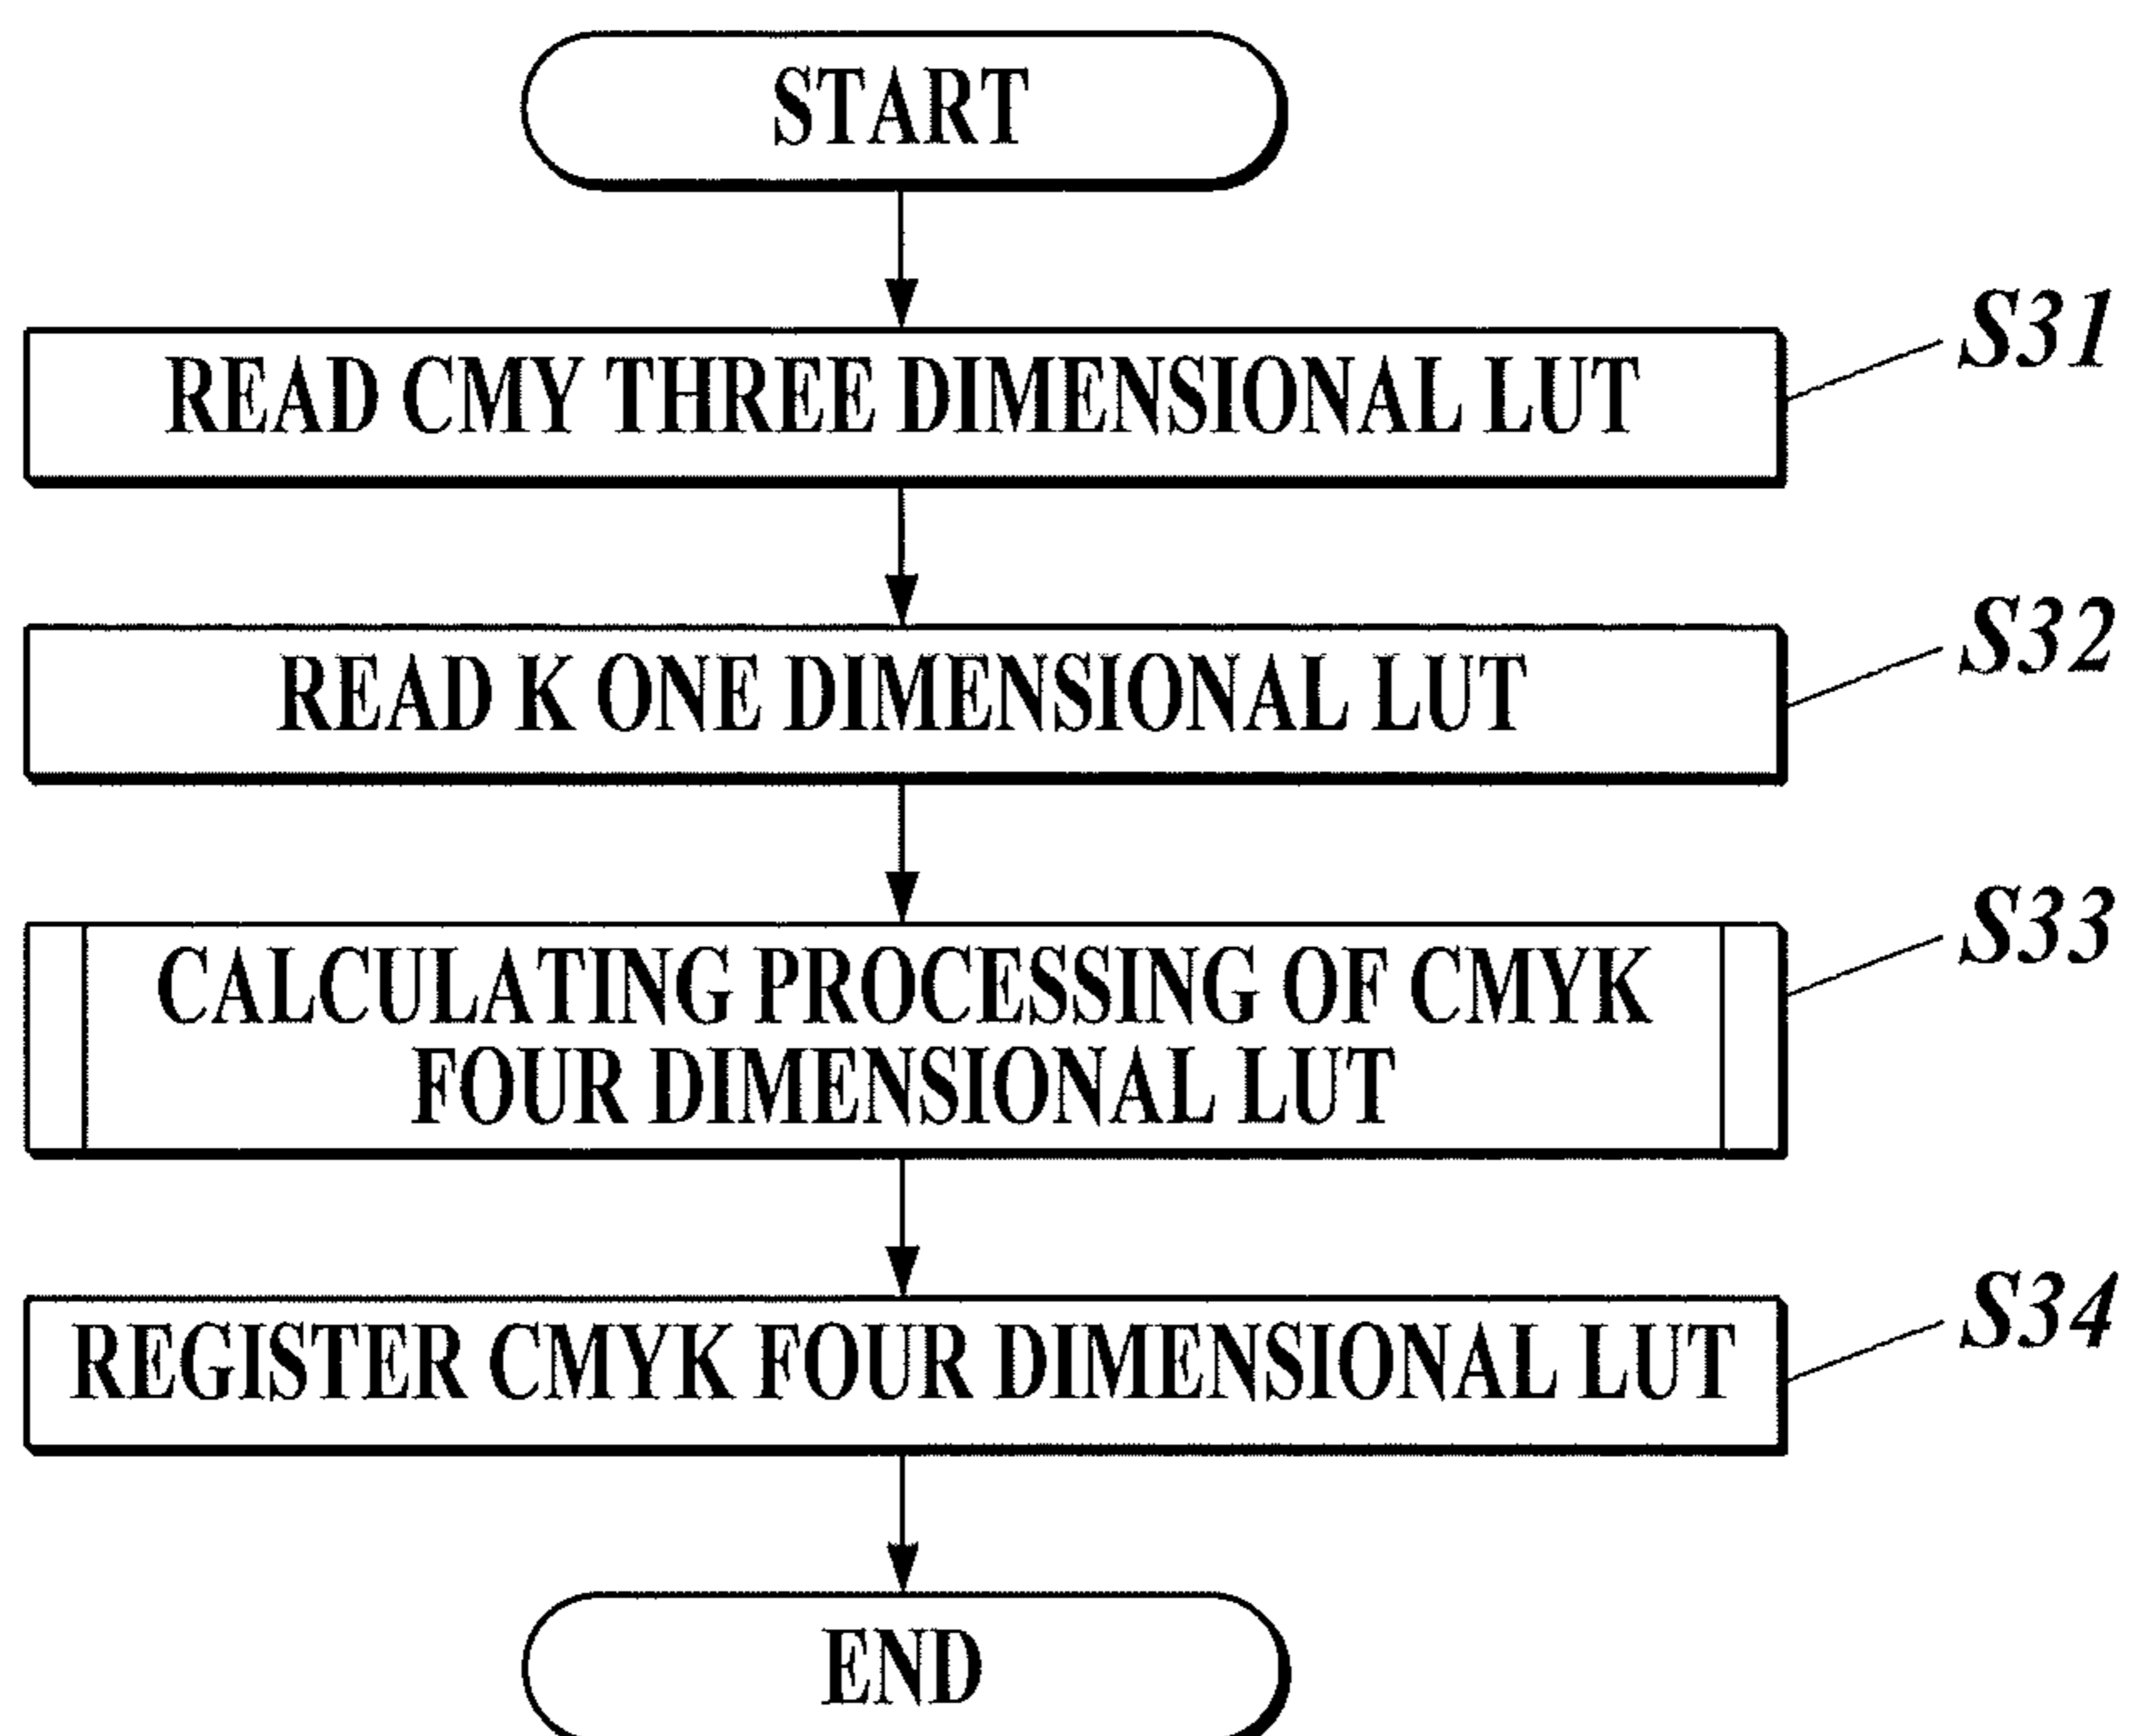 START
READ CMY THREE DIMENSIONAL LUT
S31
READ K ONE DIMENSIONAL LUT
S32
CALCULATING PROCESSING OF CMYK
FOUR DIMENSIONAL LUT
S33
REGISTER CMYK FOUR DIMENSIONAL LUT
S34
END